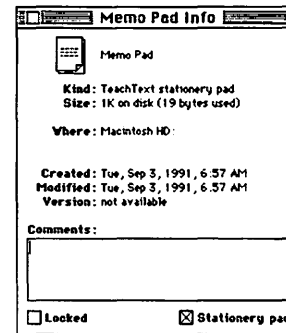 Memo Pad Info
Memo Pad
Kind: TeachText stationery pad
Size: 1K on disk (19 bytes used)
Where: Macintosh HD:
Created: Tue, Sep 3, 1991, 6:57 AM
Modified: Tue, Sep 3, 1991, 6:57 AM
Version: not available
Comments:
Locked Stationery pad